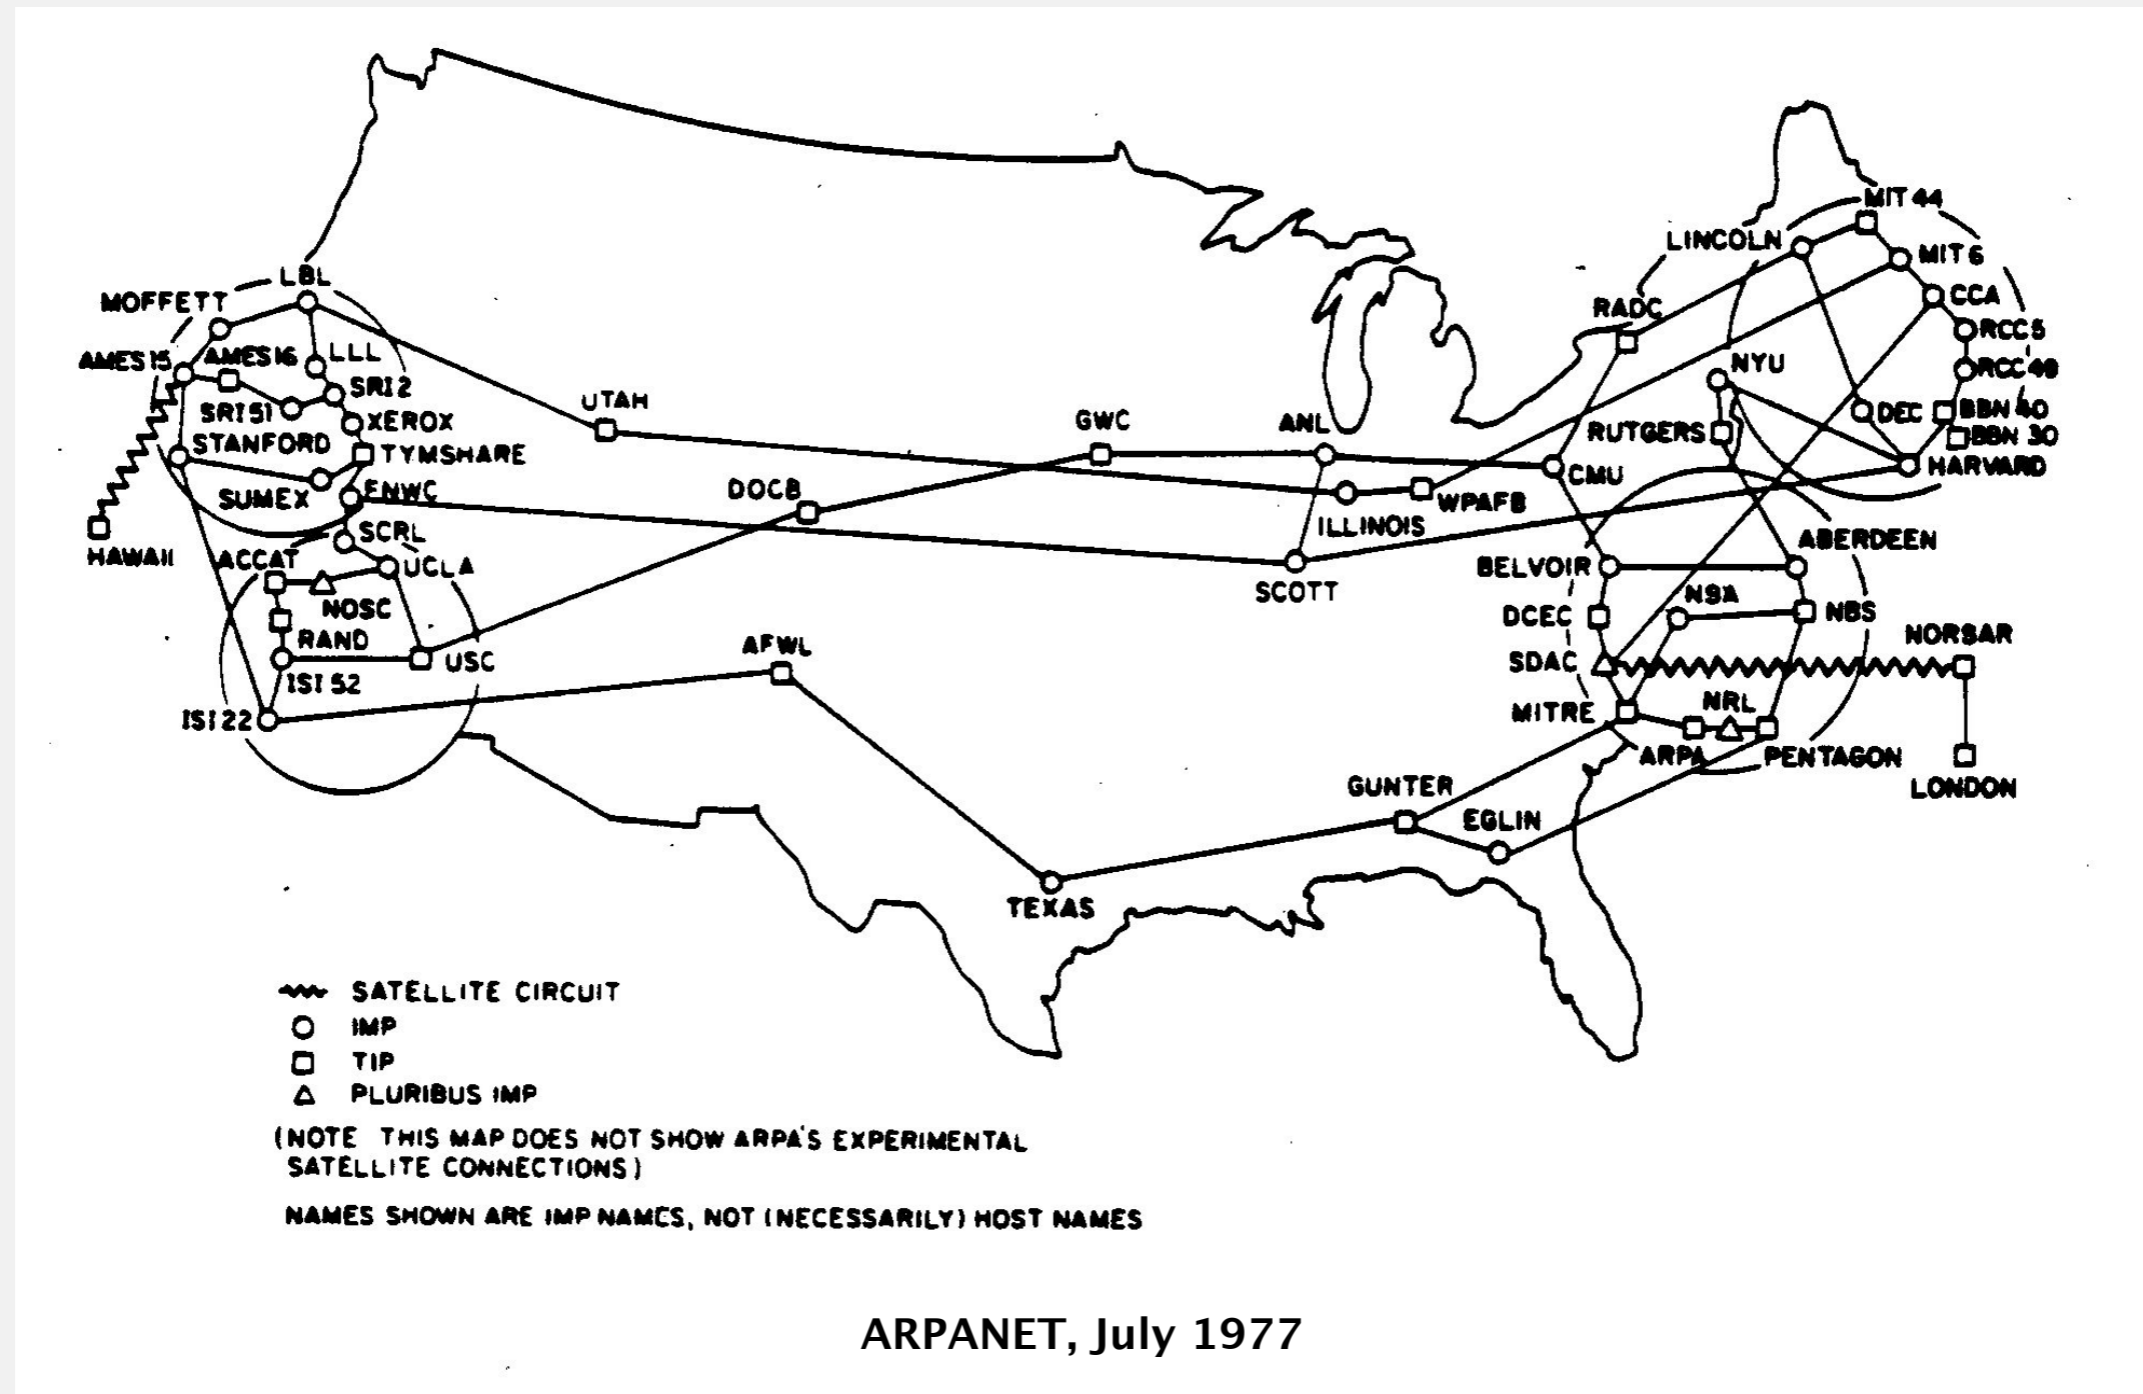 MIT 44
LINCOLN
MIT 6
LBL
MOFFETT
CCA
RADC
RCC 5
AMES 15
AMES 16
LLL
NYU
RCC 49
SRI 2
UTAH
SRI 51
XEROX
GWC
ANL
DEC
BBN 40
RUTGERS
BBN 30
STANFORD
TYMSHARE
HARVARD
CMU
SUMEX
FNWC
DOCB
WPAFB
ILLINOIS
SCRL
HAWAII
ACCAT
UCLA
ABERDEEN
BELVOIR
SCOTT
NOSC
NSA
DCEC
NBS
RAND
NORSAR
USC
AFWL
SDAC
ISI 52
ISI 22
MITRE
NRL
ARPA
PENTAGON
GUNTER
LONDON
EGLIN
TEXAS
SATELLITE CIRCUIT
IMP
TIP
PLURIBUS IMP
(NOTE THIS MAP DOES NOT SHOW ARPA'S EXPERIMENTAL
SATELLITE CONNECTIONS)
NAMES SHOWN ARE IMP NAMES, NOT (NECESSARILY) HOST NAMES
ARPANET, July 1977